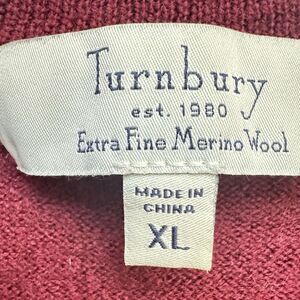 Turnbury
est. 1980
Extra Fine Merino Wool
MADE IN
CHINA
XL